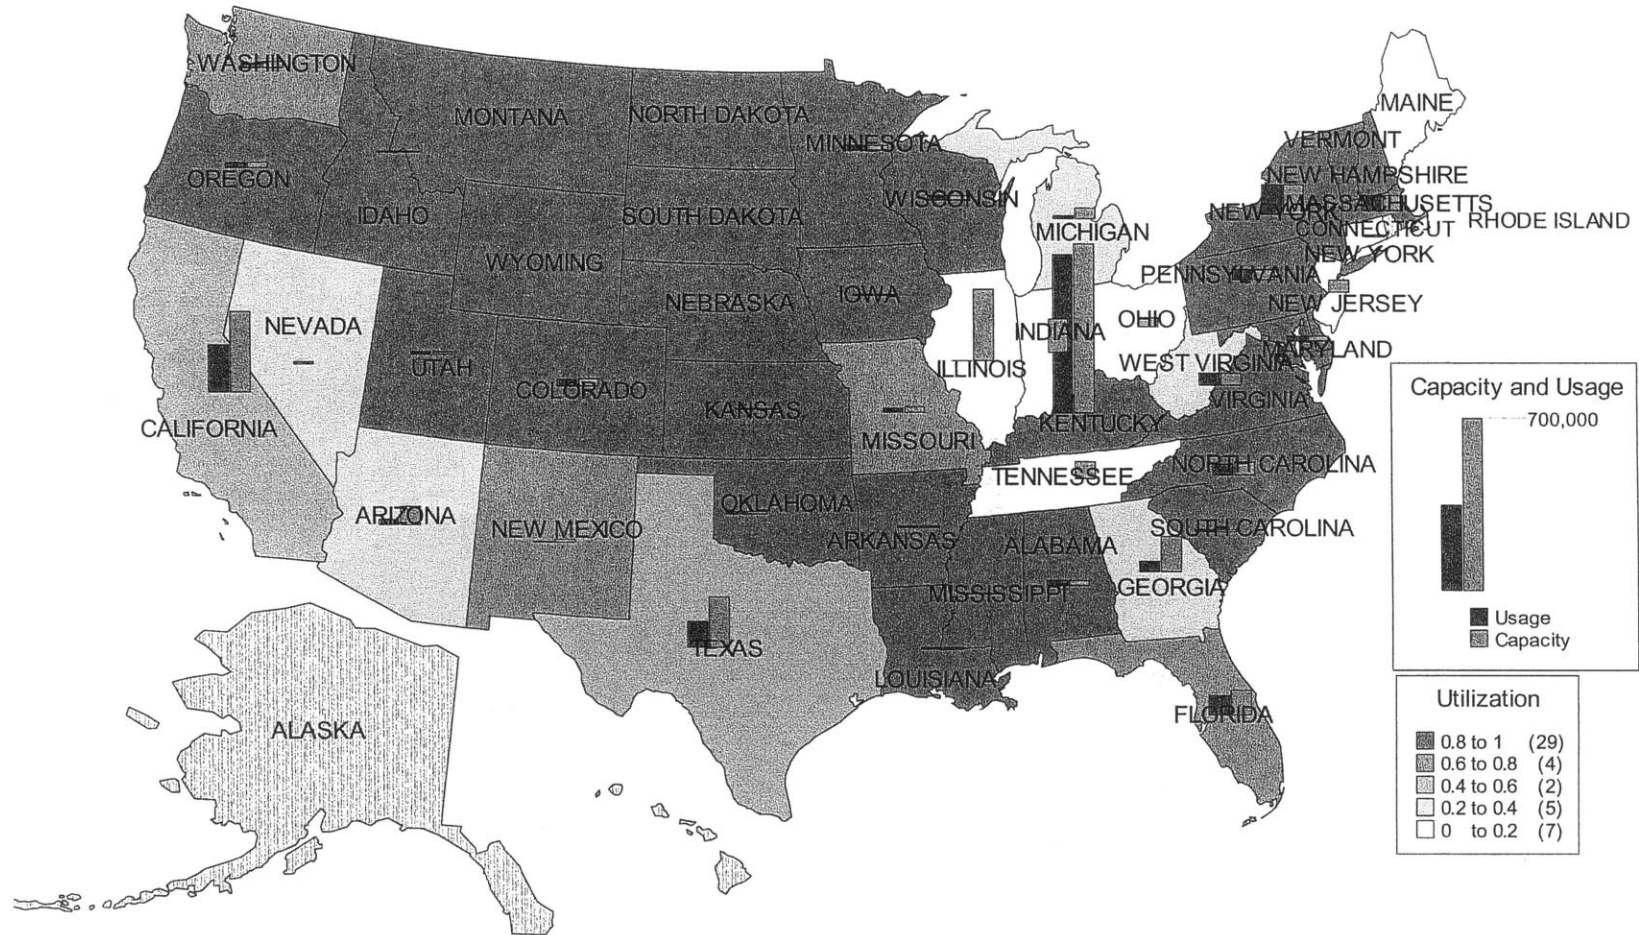 WASHINGTON
MONTANA
NORTH DAKOTA
MINNESOTA
MAINE
VERMONT
NEW HAMPSHIRE
OREGON
IDAHO
SOUTH DAKOTA
WISCONSIN
MICHIGAN
MASSACHUSETTS
NEW YORK
RHODE ISLAND
CONNECTICUT
NEW YORK
WYOMING
NEBRASKA
IOWA
PENNSYLVANIA
NEW JERSEY
NEVADA
UTAH
COLORADO
ILLINOIS
INDIANA
OHIO
MARYLAND
WEST VIRGINIA
VIRGINIA
CALIFORNIA
KANSAS
MISSOURI
KENTUCKY
TENNESSEE
NORTH CAROLINA
ARIZONA
NEW MEXICO
OKLAHOMA
ARKANSAS
SOUTH CAROLINA
ALABAMA
MISSISSIPPI
GEORGIA
TEXAS
LOUISIANA
FLORIDA
ALASKA
Capacity and Usage
700,000
Usage
Capacity
Utilization
0.8 to 1 (29)
0.6 to 0.8 (4)
0.4 to 0.6 (2)
0.2 to 0.4 (5)
0 to 0.2 (7)